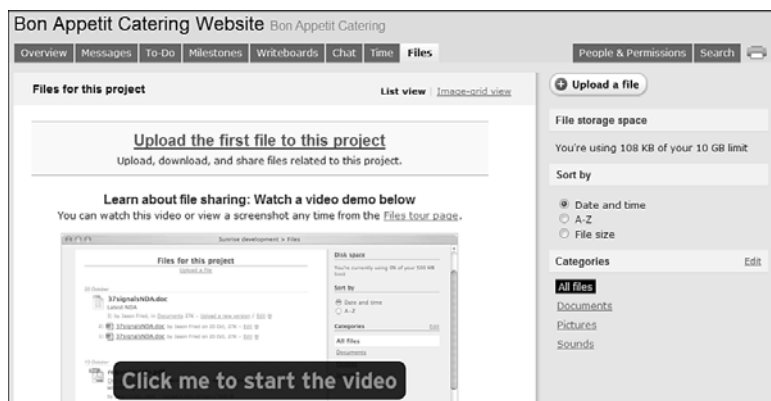 Bon Appetit Catering Website Bon Appetit Catering
Overview Messages To-Do Milestones Writeboards Chat Time Files People & Permissions Search
Files for this project
List view | Image-grid view
Upload the first file to this project
Upload, download, and share files related to this project.
Learn about file sharing: Watch a video demo below
You can watch this video or view a screenshot any time from the Files tour page.
Sunrise development > Files
Files for this project
Upload a file
20 October
37signalsNDA.doc
Latest NDA
Disk space
Sort by
Date and time
A-Z
Categories Edit
All files
Documents
Click me to start the video
Upload a file
File storage space
You're using 108 KB of your 10 GB limit
Sort by
Date and time
A-Z
File size
Categories Edit
All files
Documents
Pictures
Sounds